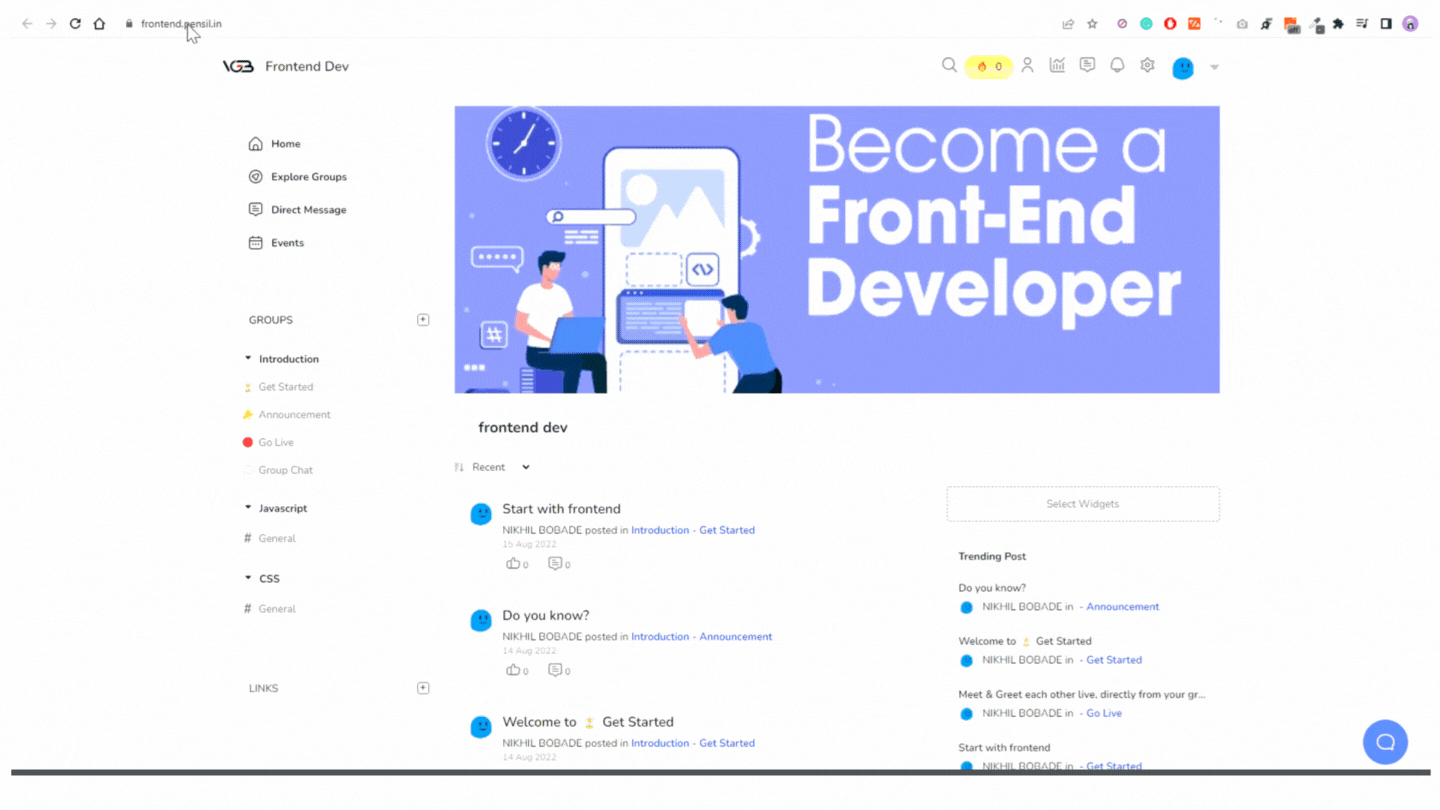 frontend.pensil.in
off
VGB Frontend Dev
0
Home
Explore Groups
Direct Message
Events
GROUPS
Introduction
Get Started
Announcement
Go Live
Group Chat
Javascript
# General
CSS
# General
LINKS
Become a
Front-End
Developer
frontend dev
Recent
Start with frontend
NIKHIL BOBADE posted in Introduction - Get Started
15 Aug 2022
0 0
Do you know?
NIKHIL BOBADE posted in Introduction - Announcement
14 Aug 2022
0 0
Welcome to ⏳ Get Started
NIKHIL BOBADE posted in Introduction - Get Started
14 Aug 2022
Select Widgets
Trending Post
Do you know?
NIKHIL BOBADE in - Announcement
Welcome to ⏳ Get Started
NIKHIL BOBADE in - Get Started
Meet & Greet each other live, directly from your gr...
NIKHIL BOBADE in - Go Live
Start with frontend
NIKHIL BOBADE in - Get Started